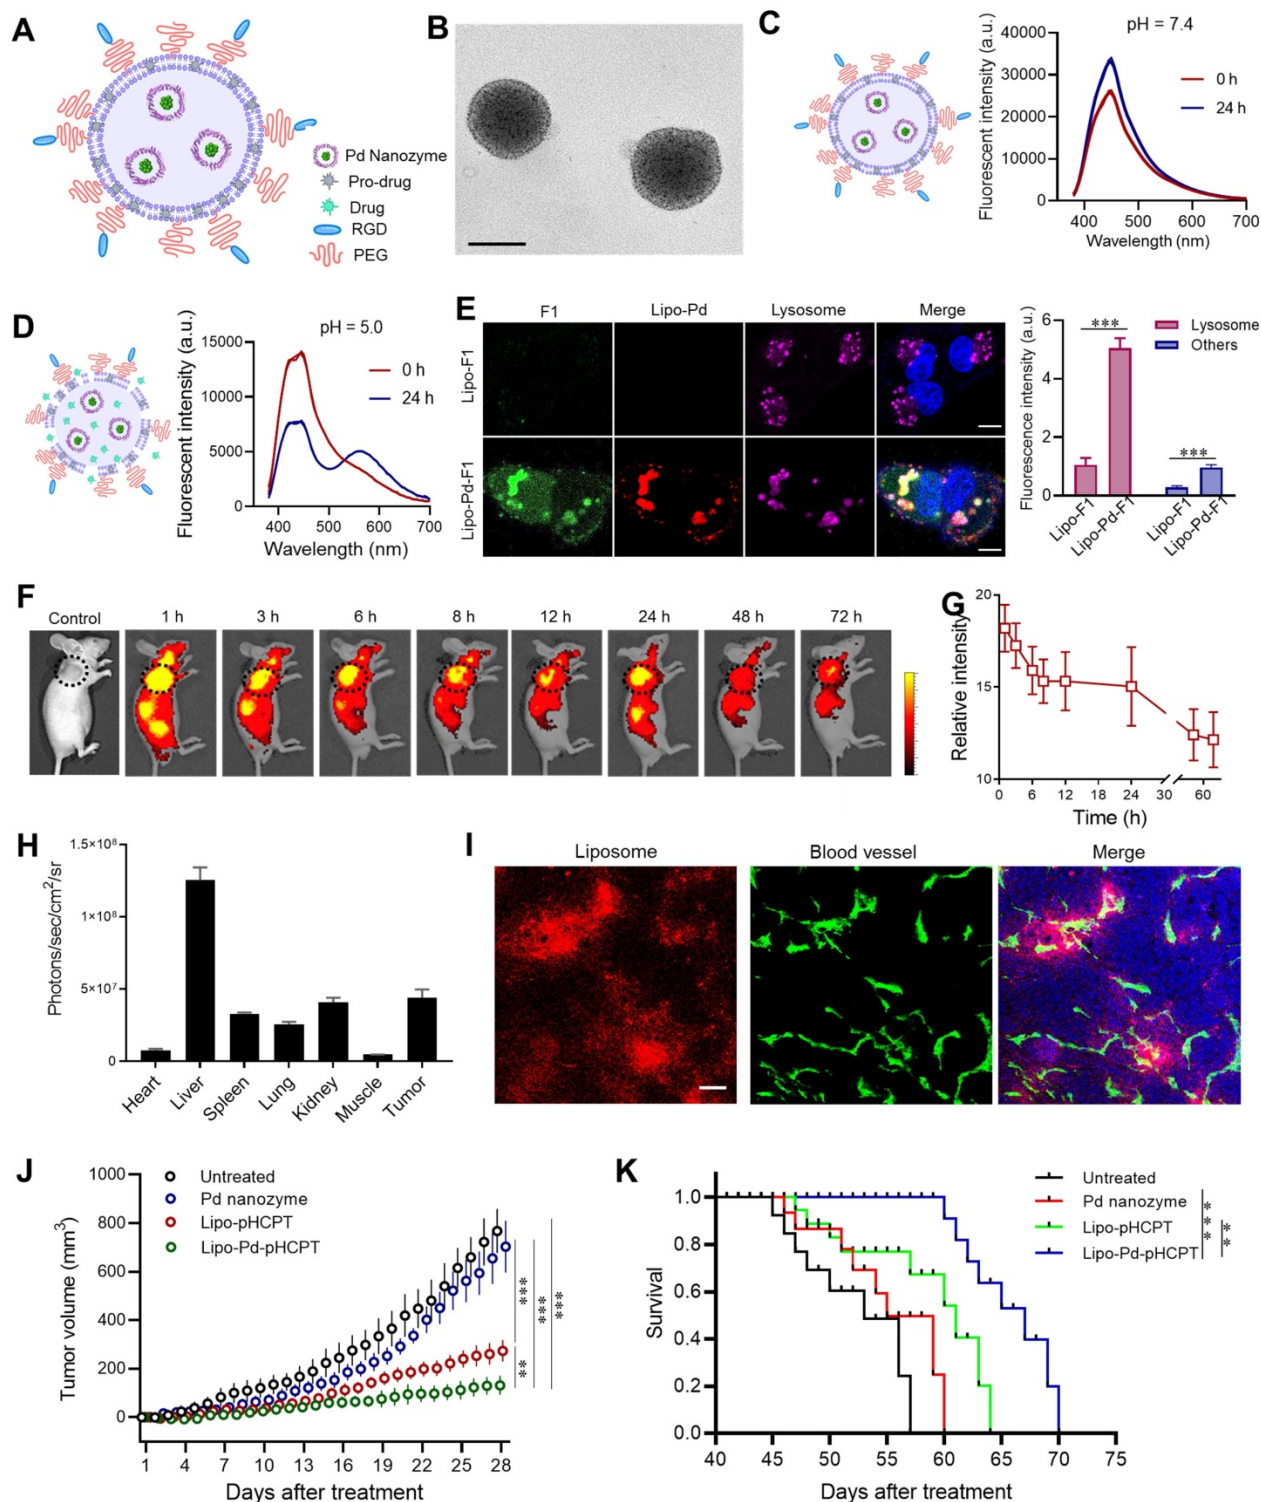 A
Pd Nanozyme
Pro-drug
Drug
RGD
PEG
B
C
pH = 7.4
Fluorescent intensity (a.u.)
40000
30000
20000
10000
0
0 h
24 h
400 500 600 700
Wavelength (nm)
D
pH = 5.0
Fluorescent intensity (a.u.)
15000
10000
5000
0
0 h
24 h
400 500 600 700
Wavelength (nm)
E
F1 Lipo-Pd Lysosome Merge
Lipo-F1
Lipo-Pd-F1
Fluorescence intensity (a.u.)
6
4
2
0
*** ***
Lysosome
Others
Lipo-F1 Lipo-Pd-F1 Lipo-F1 Lipo-Pd-F1
F
Control 1 h 3 h 6 h 8 h 12 h 24 h 48 h 72 h
G
Relative intensity
20
15
10
0 6 12 18 24 30 60
Time (h)
H
Photons/sec/cm²/sr
1.5×10⁸
1×10⁸
5×10⁷
0
Heart Liver Spleen Lung Kidney Muscle Tumor
I
Liposome Blood vessel Merge
J
Tumor volume (mm³)
1000
800
600
400
200
0
Untreated
Pd nanozyme
Lipo-pHCPT
Lipo-Pd-pHCPT
***
**
***
***
1 4 7 10 13 16 19 22 25 28
Days after treatment
K
Survival
1.0
0.8
0.6
0.4
0.2
0.0
Untreated
Pd nanozyme
Lipo-pHCPT
Lipo-Pd-pHCPT
***
**
40 45 50 55 60 65 70 75
Days after treatment